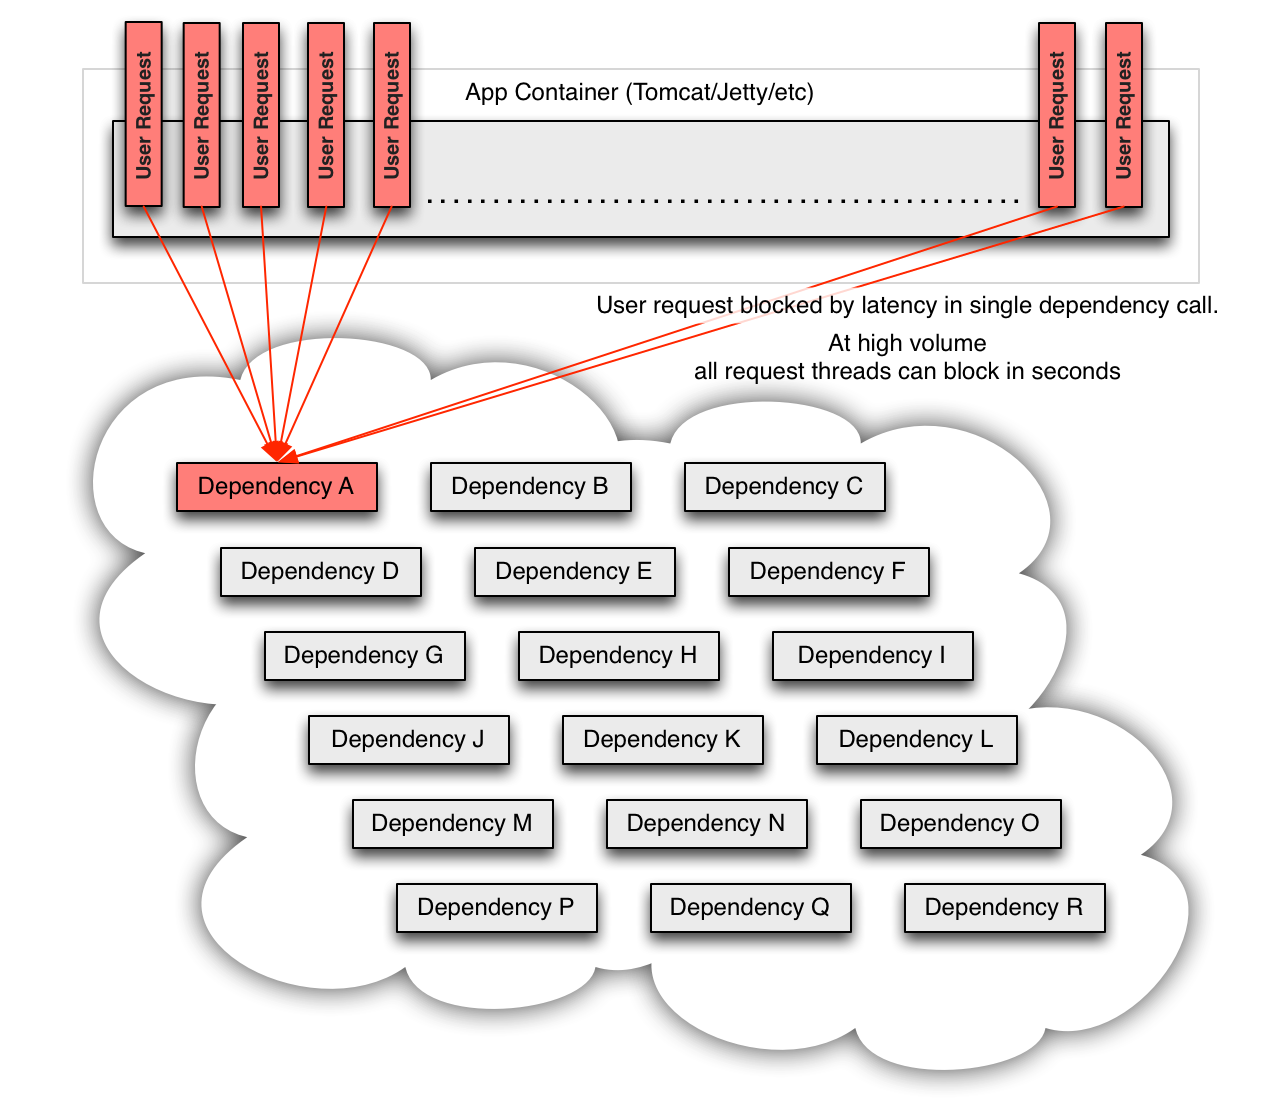 User Request
User Request
User Request
User Request
User Request
User Request
User Request
App Container (Tomcat/Jetty/etc)
User request blocked by latency in single dependency call.
At high volume
all request threads can block in seconds
Dependency A
Dependency B
Dependency C
Dependency D
Dependency E
Dependency F
Dependency G
Dependency H
Dependency I
Dependency J
Dependency K
Dependency L
Dependency M
Dependency N
Dependency O
Dependency P
Dependency Q
Dependency R